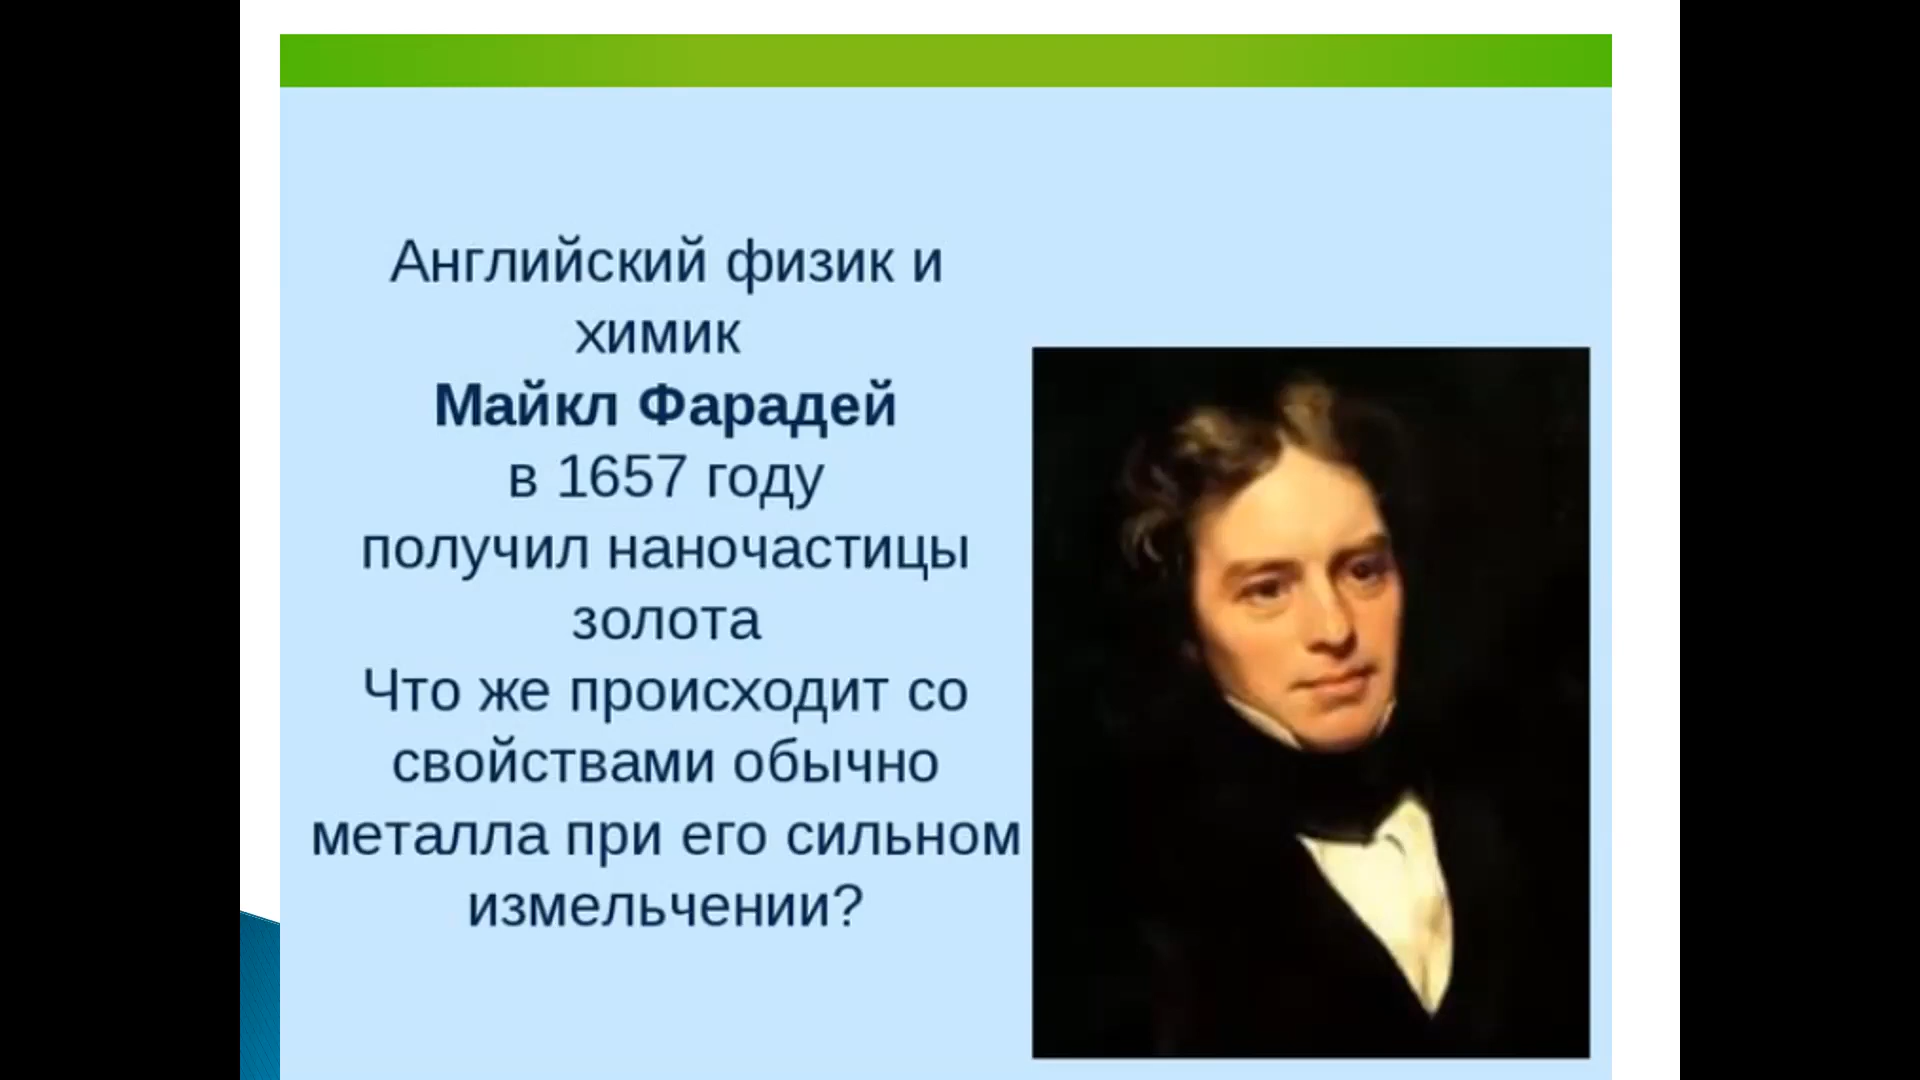 Английский физик и
химик
Майкл Фарадей
в 1657 году
получил наночастицы
золота
Что же происходит со
свойствами обычно
металла при его сильном
измельчении?